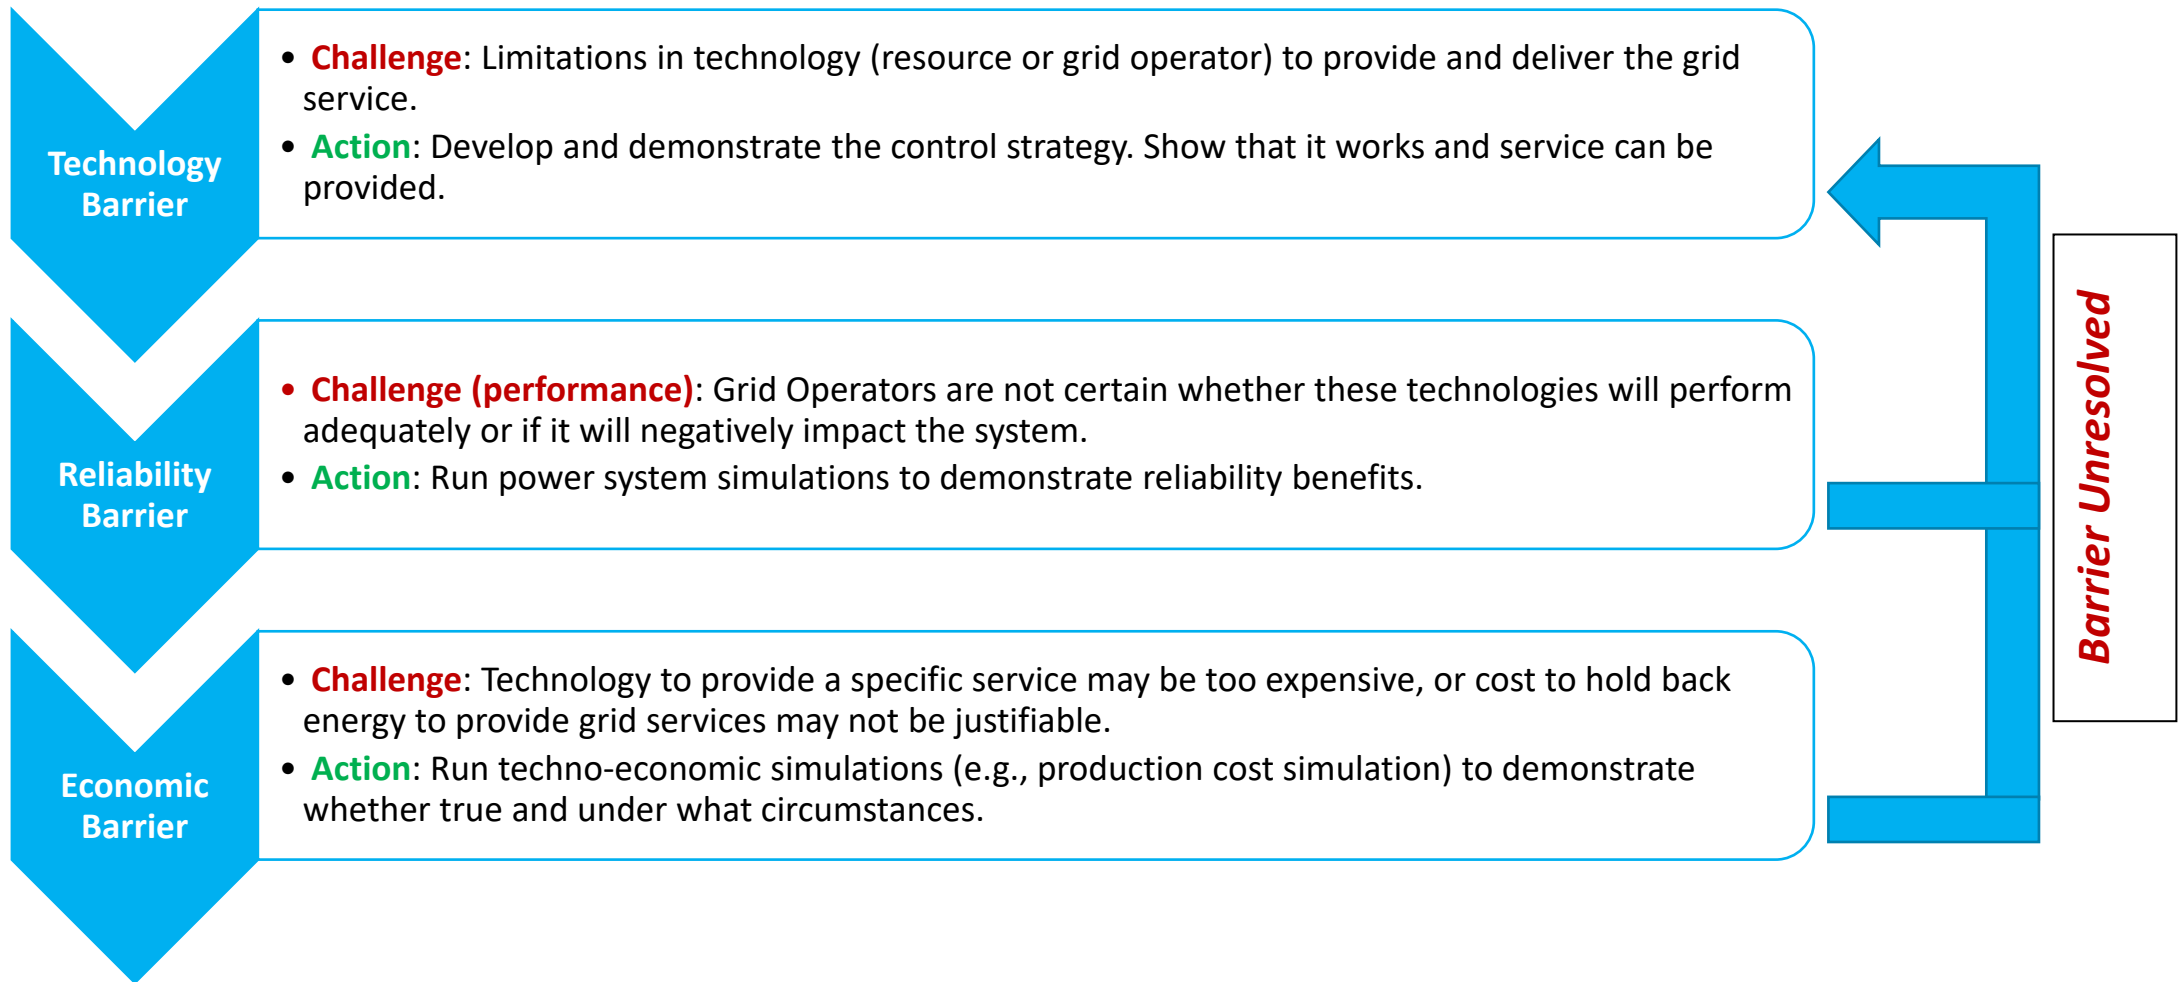 Technology
Barrier
• Challenge: Limitations in technology (resource or grid operator) to provide and deliver the grid
service.
• Action: Develop and demonstrate the control strategy. Show that it works and service can be
provided.
Reliability
Barrier
• Challenge (performance): Grid Operators are not certain whether these technologies will perform
adequately or if it will negatively impact the system.
• Action: Run power system simulations to demonstrate reliability benefits.
Economic
Barrier
• Challenge: Technology to provide a specific service may be too expensive, or cost to hold back
energy to provide grid services may not be justifiable.
• Action: Run techno-economic simulations (e.g., production cost simulation) to demonstrate
whether true and under what circumstances.
Barrier Unresolved